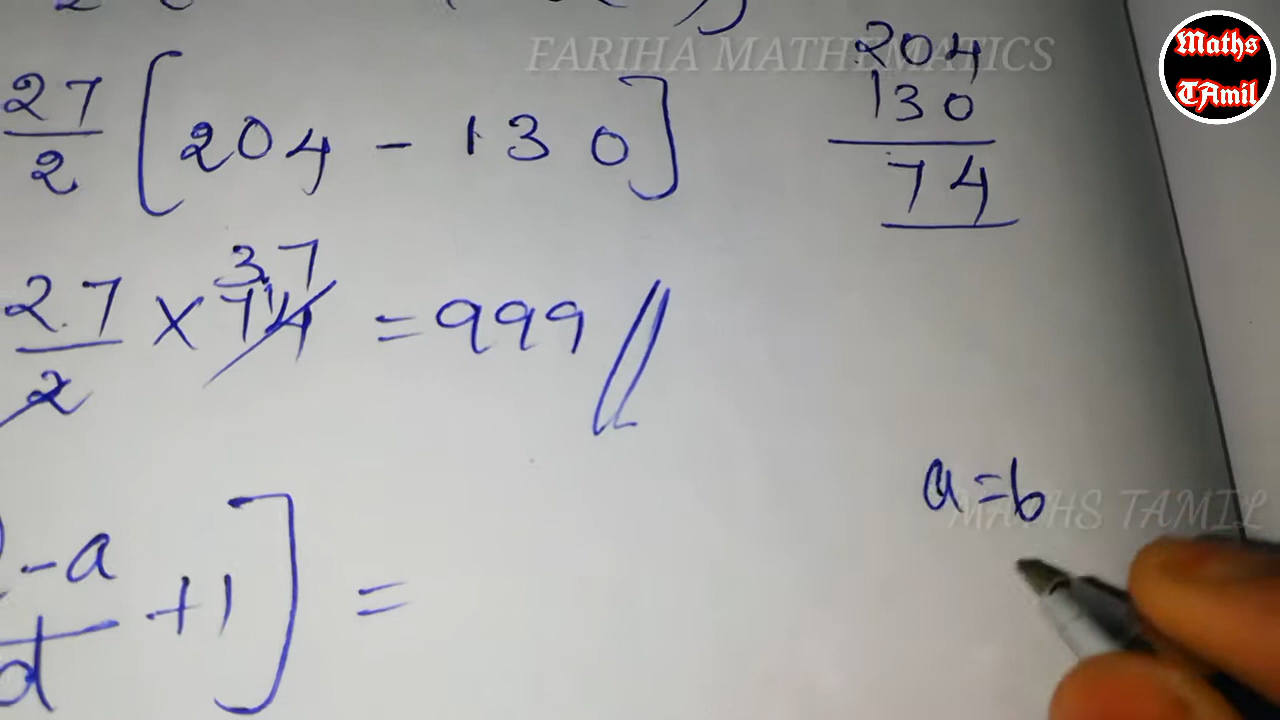 FARIHA MATHEMATICS
Maths
TAmil
204
130
74
27/2 [204 - 130]
37
27/2 × 74 = 999 //
a = b
MATHS TAMIL
-a/d + 1] =